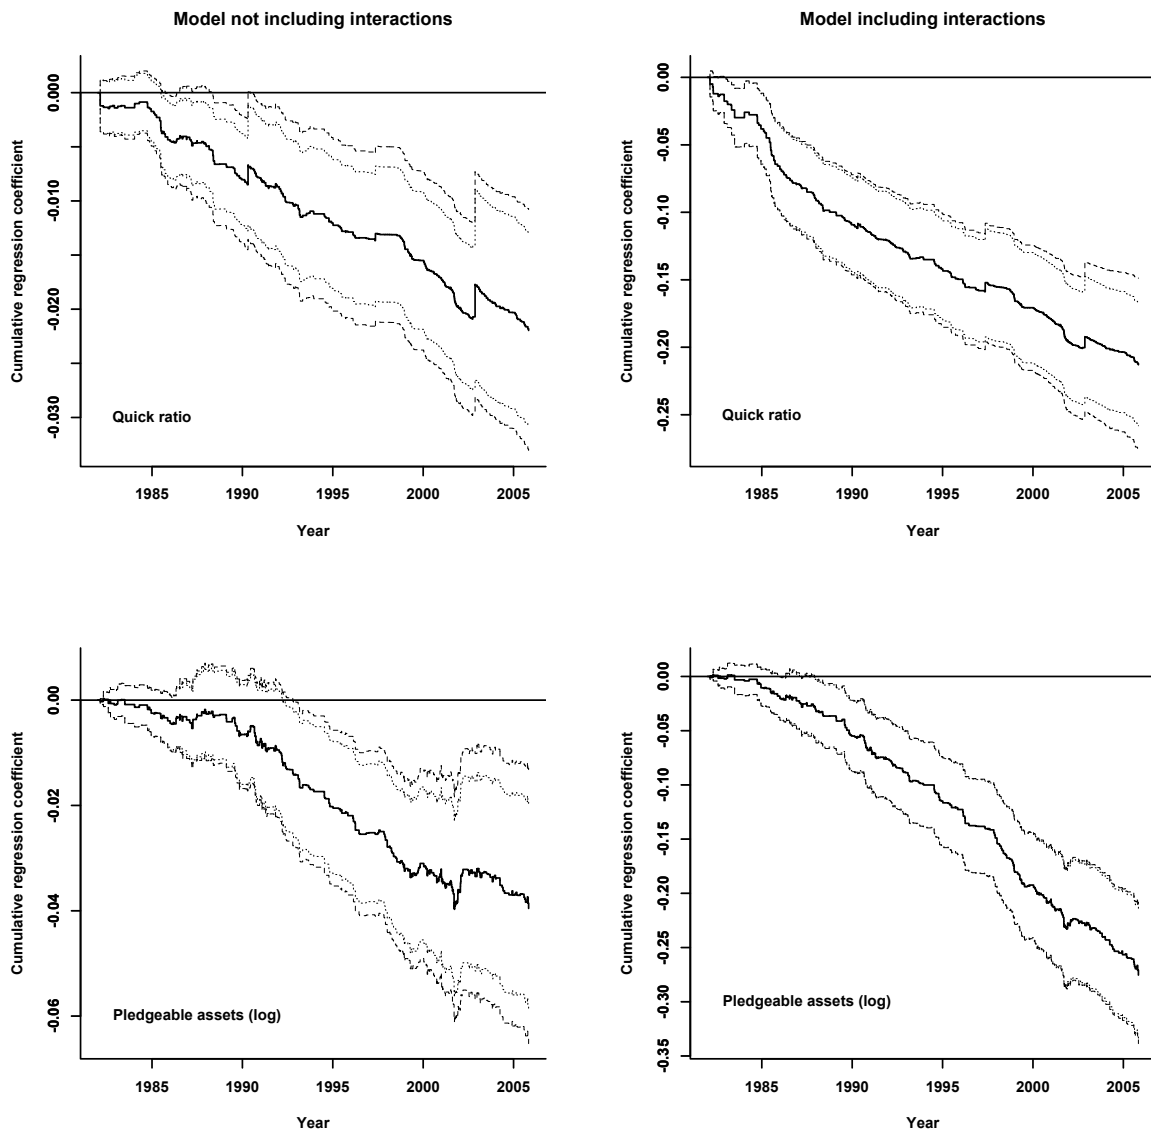 Model not including interactions
Model including interactions
Cumulative regression coefficient
0.000
-0.010
-0.020
-0.030
Quick ratio
1985 1990 1995 2000 2005
Year
Cumulative regression coefficient
0.00
-0.05
-0.10
-0.15
-0.20
-0.25
Quick ratio
1985 1990 1995 2000 2005
Year
Cumulative regression coefficient
0.00
-0.02
-0.04
-0.06
Pledgeable assets (log)
1985 1990 1995 2000 2005
Year
Cumulative regression coefficient
0.00
-0.05
-0.10
-0.15
-0.20
-0.25
-0.30
-0.35
Pledgeable assets (log)
1985 1990 1995 2000 2005
Year